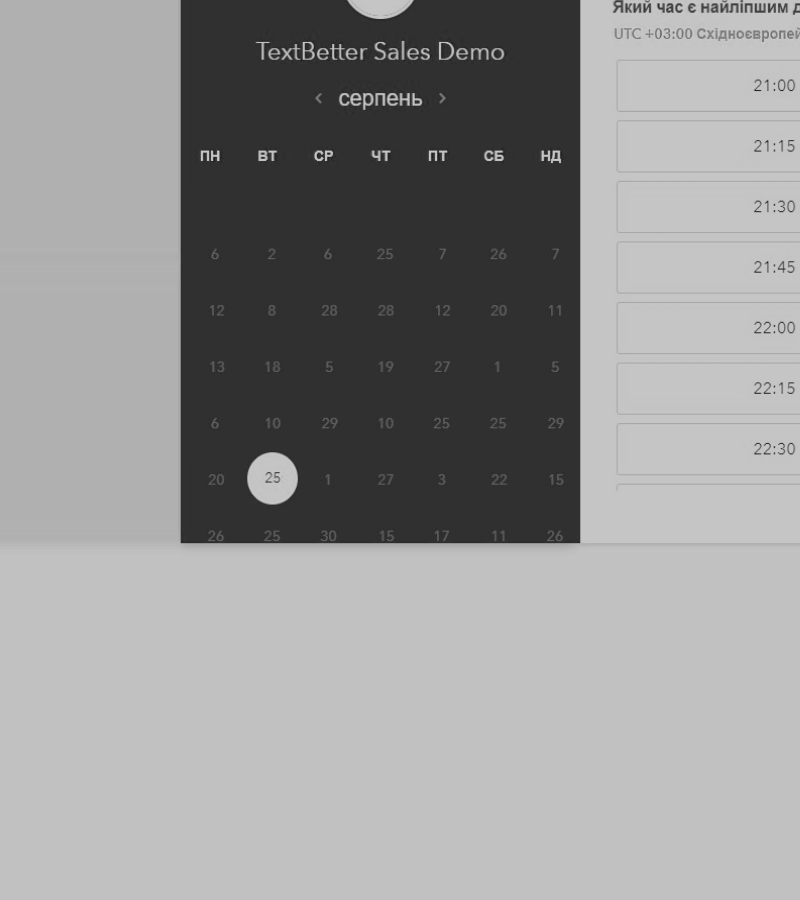 TextBetter Sales Demo
‹ серпень ›
ПН ВТ СР ЧТ ПТ СБ НД
6 2 6 25 7 26 7
12 8 28 28 12 20 11
13 18 5 19 27 1 5
6 10 29 10 25 25 29
20 25 1 27 3 22 15
26 25 30 15 17 11 26
Який час є найліпшим
UTC +03:00
21:00
21:15
21:30
21:45
22:00
22:15
22:30